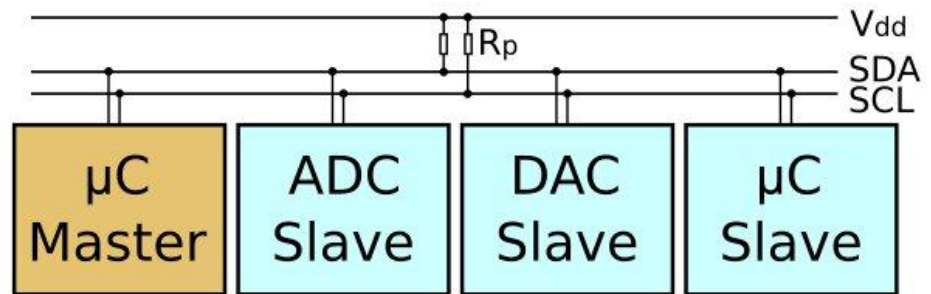 Vdd
Rp
SDA
SCL
µC
Master
ADC
Slave
DAC
Slave
µC
Slave